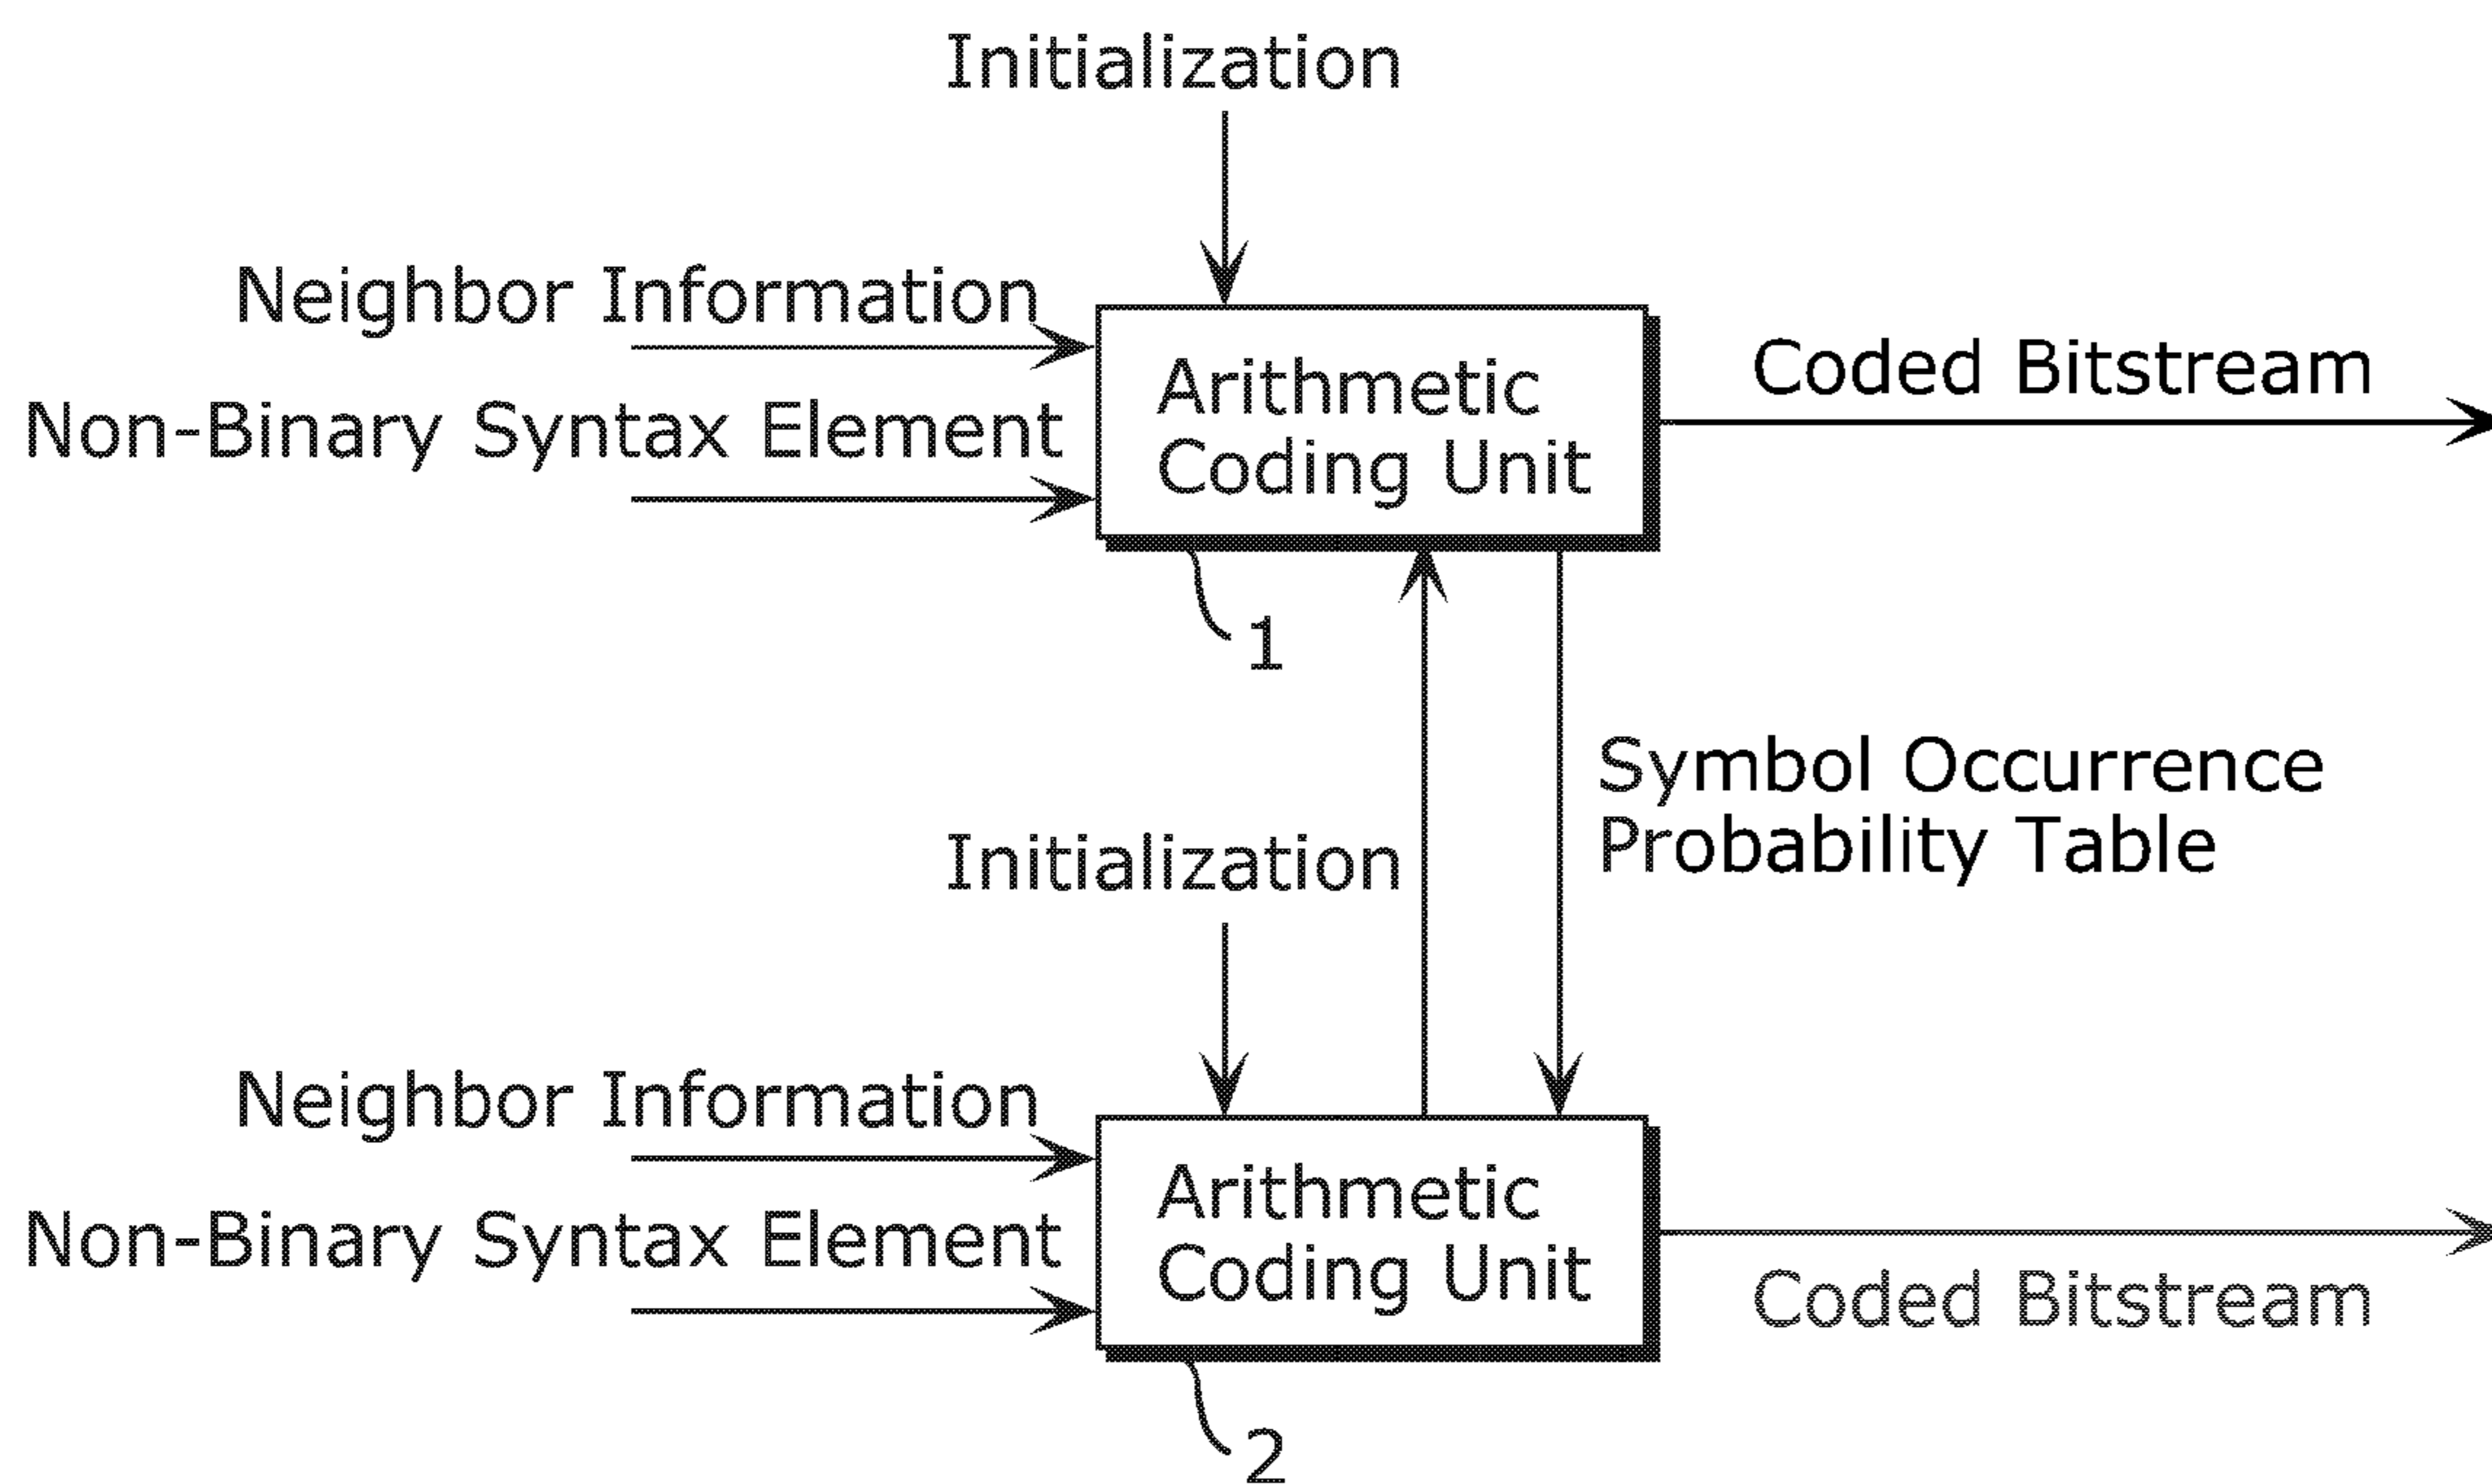 Initialization
Neighbor Information
Non-Binary Syntax Element
Arithmetic
Coding Unit
Coded Bitstream
1
Symbol Occurrence
Probability Table
Initialization
Neighbor Information
Non-Binary Syntax Element
Arithmetic
Coding Unit
Coded Bitstream
2